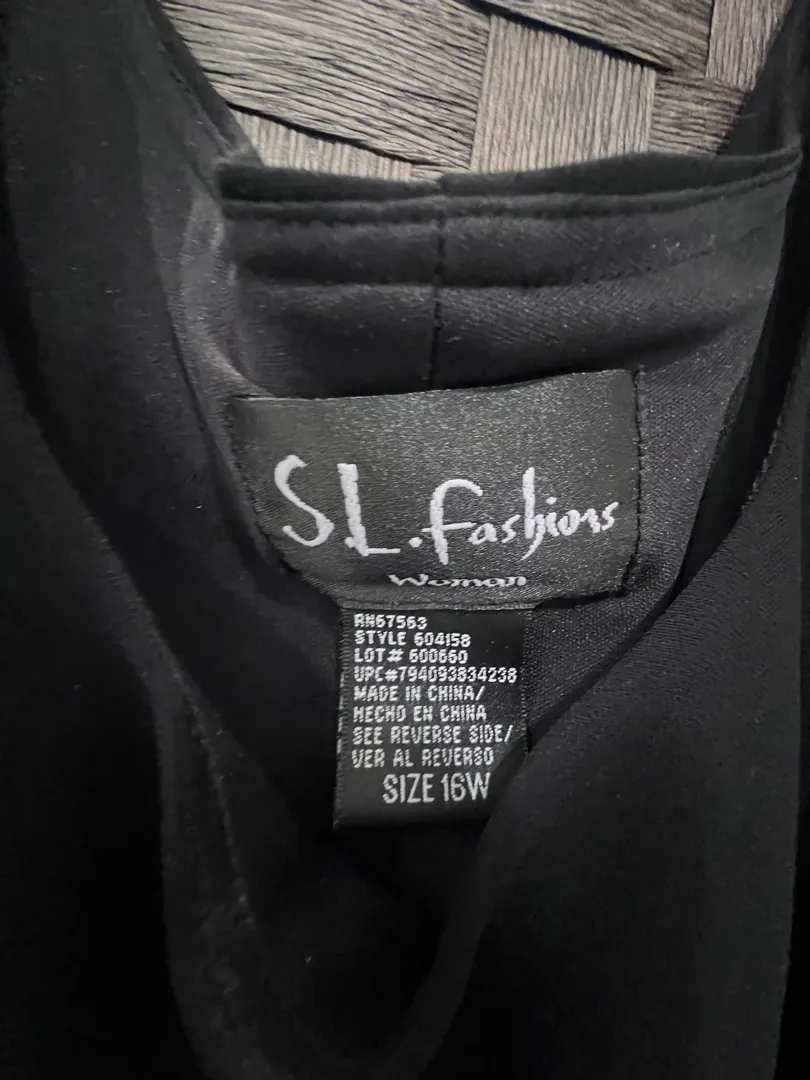 S.L. fashions
Woman
RN67563
STYLE 604158
LOT# 600660
UPC#794093834238
MADE IN CHINA/
HECHO EN CHINA
SEE REVERSE SIDE/
VER AL REVERSO
SIZE 16W